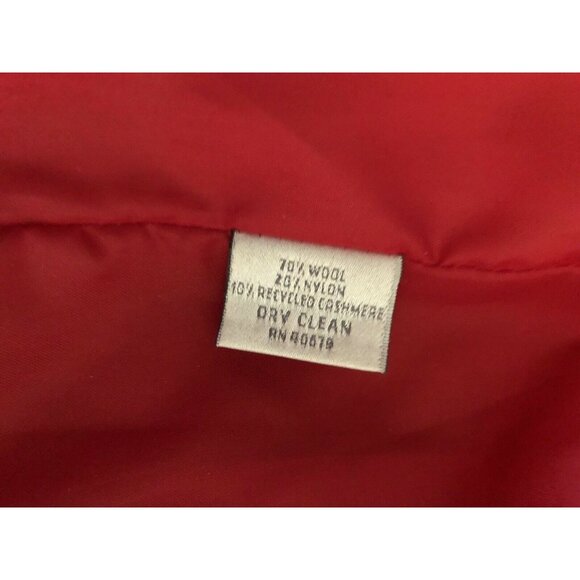 70% WOOL
20% NYLON
10% RECYCLED CASHMERE
DRY CLEAN
RN 40679